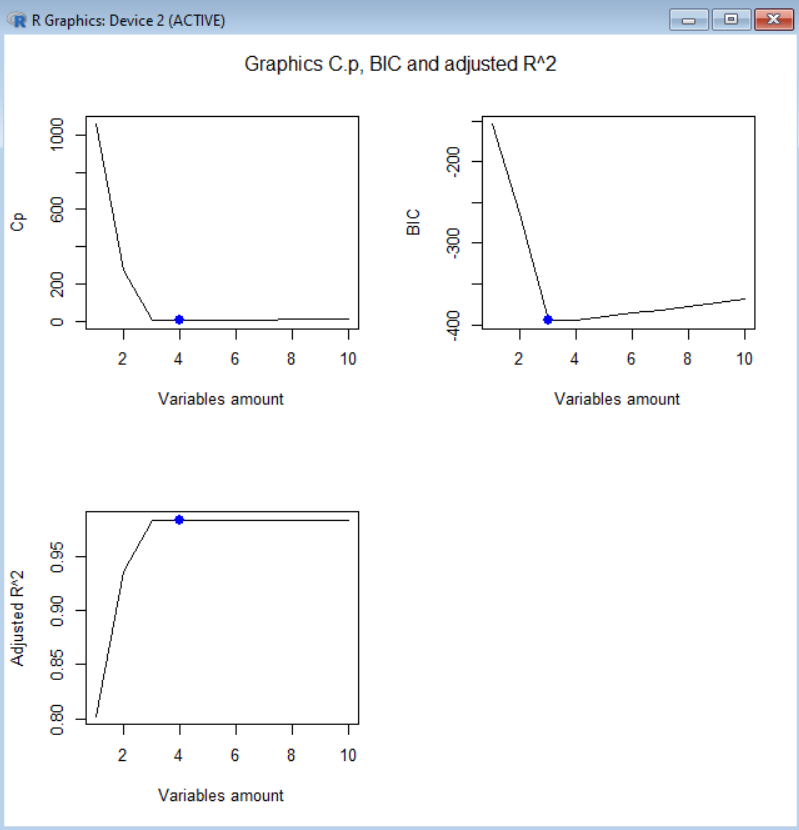 R Graphics: Device 2 (ACTIVE)
Graphics C.p, BIC and adjusted R^2
Cp
1000
600
200
0
2 4 6 8 10
Variables amount
BIC
-200
-300
-400
2 4 6 8 10
Variables amount
Adjusted R^2
0.95
0.90
0.85
0.80
2 4 6 8 10
Variables amount